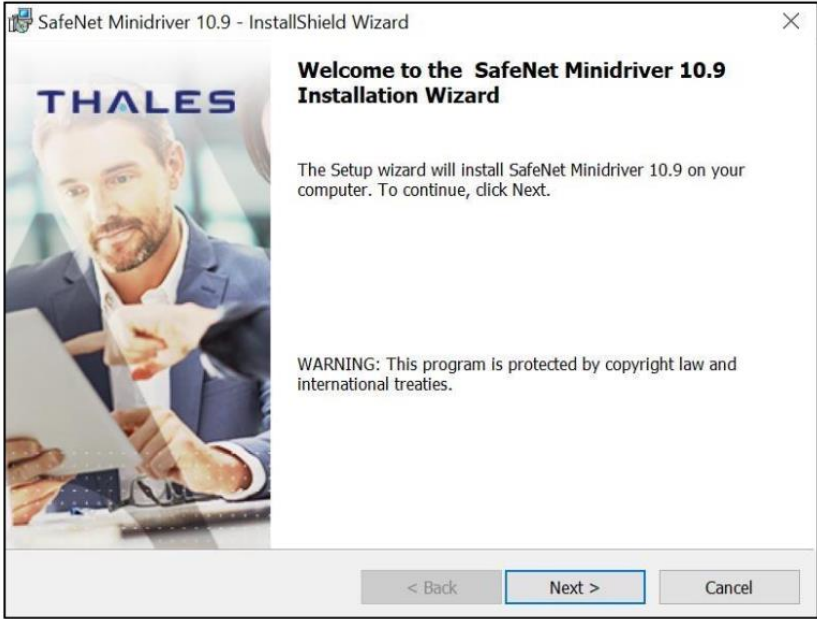 SafeNet Minidriver 10.9 - InstallShield Wizard
THALES
Welcome to the SafeNet Minidriver 10.9
Installation Wizard
The Setup wizard will install SafeNet Minidriver 10.9 on your
computer. To continue, click Next.
WARNING: This program is protected by copyright law and
international treaties.
< Back
Next >
Cancel